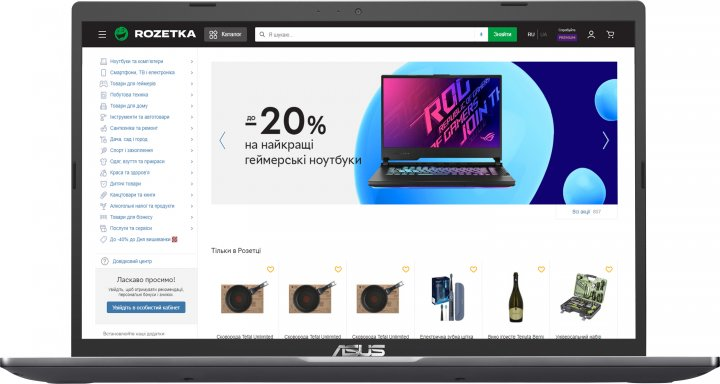 ROZETKA
Каталог
Я шукаю...
Знайти
RU | UA
Спробуйте
PREMIUM
Ноутбуки та комп'ютери
Смартфони, ТВ і електроніка
Товари для геймерів
Побутова техніка
Товари для дому
Інструменти та автотовари
Сантехніка та ремонт
Дача, сад і город
Спорт і захоплення
Одяг, взуття та прикраси
Краса та здоров'я
Дитячі товари
Канцтовари та книги
Алкогольні напої та продукти
Товари для бізнесу
Послуги та сервіси
До -40% до Дня вишиванки
Довідковий центр
Ласкаво просимо!
Увійдіть, щоб отримувати рекомендації,
персональні бонуси і знижки.
Увійдіть в особистий кабінет
Встановлюйте наші додатки
до
–20%
на найкращі
геймерські ноутбуки
ROG
REPUBLIC OF
OF GAMERS
JOIN TH
Всі акції 857
Тільки в Розетці
Сковорода Tefal Unlimited
Сковорода Tefal Unlimited
Сковорода Tefal Unlimited
Електрична зубна щітка
Вино ігристе Tenuta Berni
Універсальний набір
ASUS